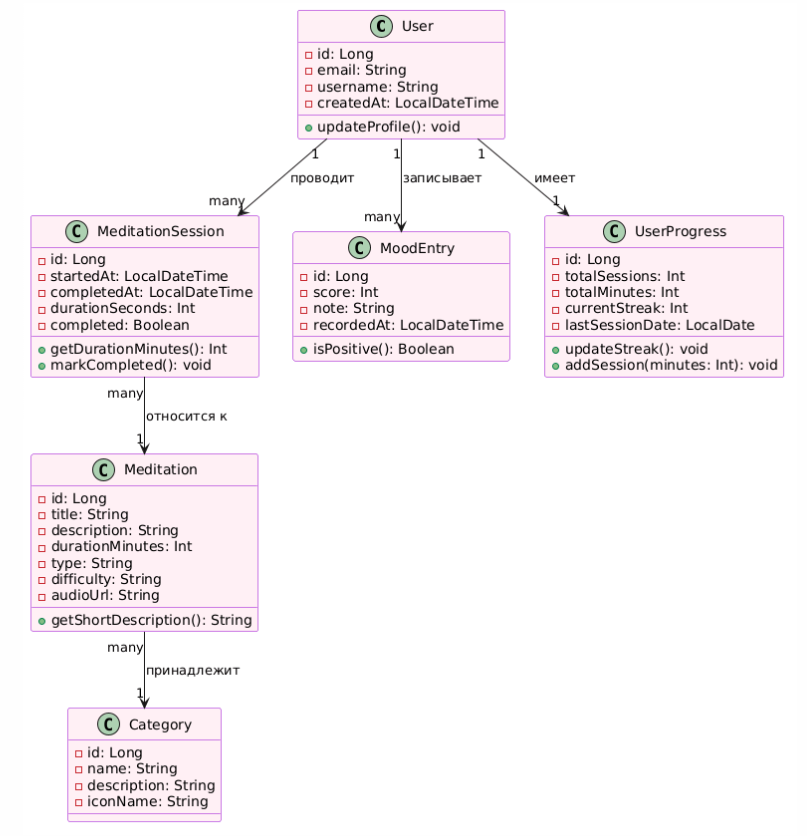 C User
id: Long
email: String
username: String
createdAt: LocalDateTime
updateProfile(): void
1
1
1
проводит
записывает
имеет
many
many
1
C MeditationSession
id: Long
startedAt: LocalDateTime
completedAt: LocalDateTime
durationSeconds: Int
completed: Boolean
getDurationMinutes(): Int
markCompleted(): void
C MoodEntry
id: Long
score: Int
note: String
recordedAt: LocalDateTime
isPositive(): Boolean
C UserProgress
id: Long
totalSessions: Int
totalMinutes: Int
currentStreak: Int
lastSessionDate: LocalDate
updateStreak(): void
addSession(minutes: Int): void
many
относится к
1
C Meditation
id: Long
title: String
description: String
durationMinutes: Int
type: String
difficulty: String
audioUrl: String
getShortDescription(): String
many
принадлежит
1
C Category
id: Long
name: String
description: String
iconName: String